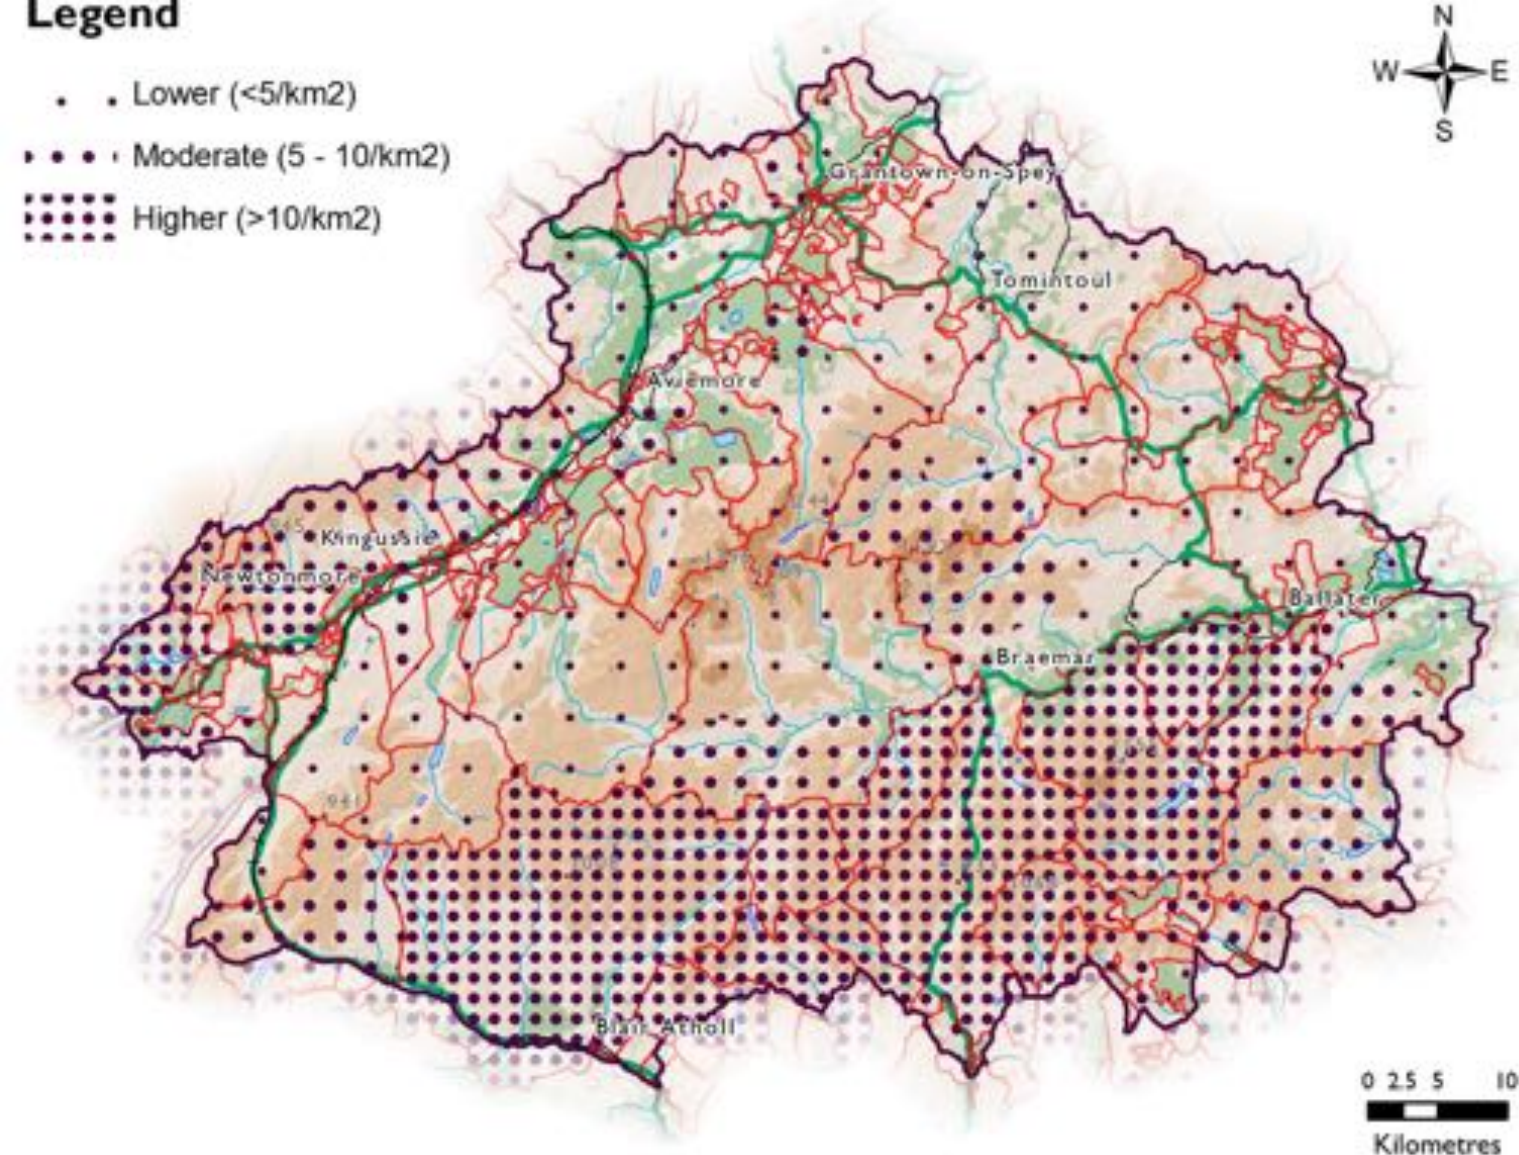 Legend
Lower (<5/km2)
Moderate (5 - 10/km2)
Higher (>10/km2)
N
W E
S
Grantown-on-Spey
Tomintoul
Aviemore
Kingussie
Newtonmore
Ballater
Braemar
941
Blair Atholl
0 2.5 5 10
Kilometres